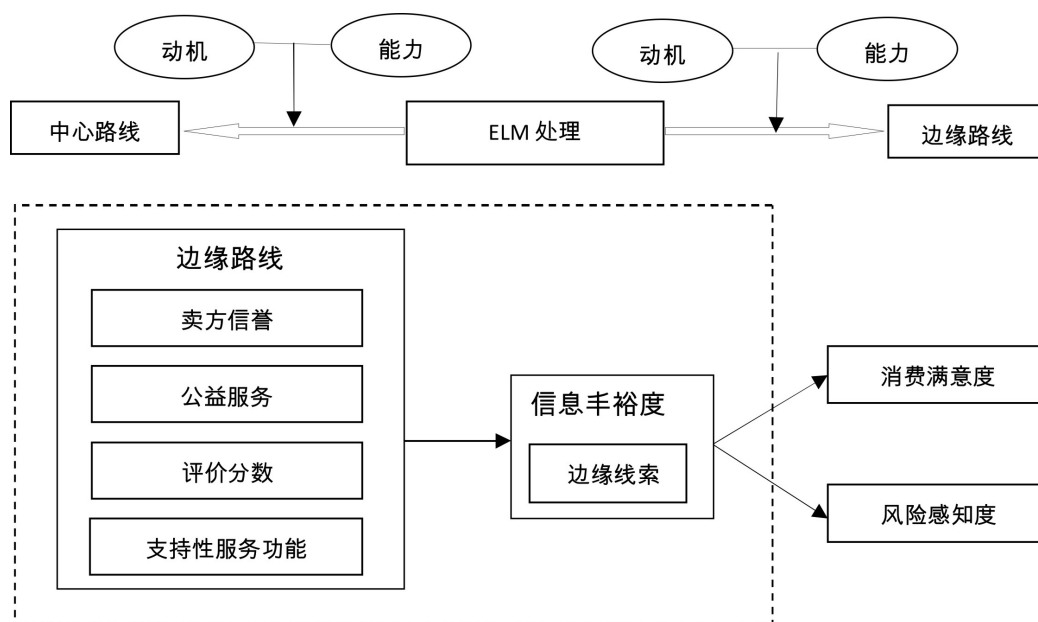 动机
能力
动机
能力
中心路线
ELM 处理
边缘路线
边缘路线
卖方信誉
公益服务
评价分数
支持性服务功能
信息丰裕度
边缘线索
消费满意度
风险感知度